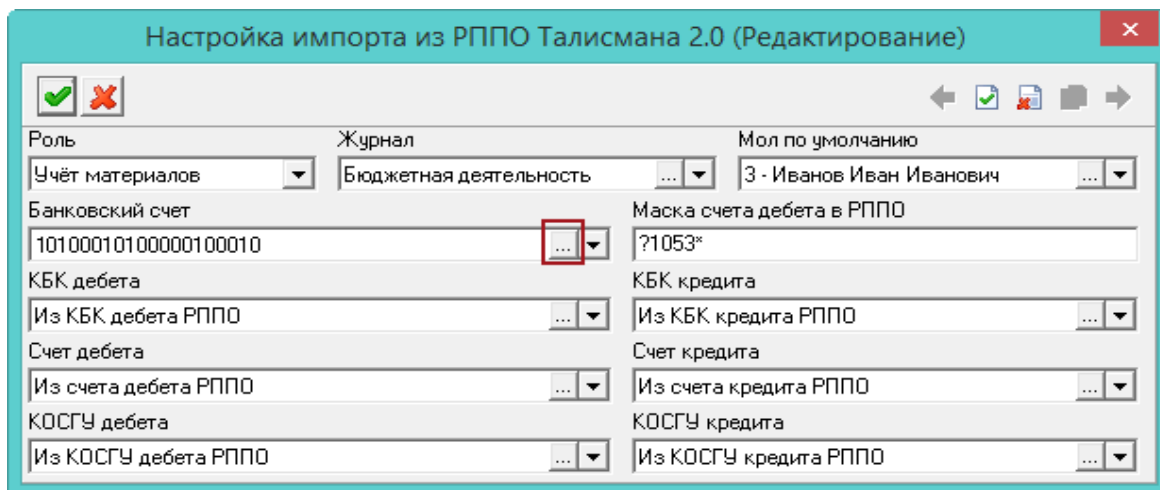 Настройка импорта из РППО Талисмана 2.0 (Редактирование)
Роль Журнал Мол по умолчанию
Учёт материалов Бюджетная деятельность ... 3 - Иванов Иван Иванович ...
Банковский счет Маска счета дебета в РППО
10100010100000100010 ... ?1053*
КБК дебета КБК кредита
Из КБК дебета РППО ... Из КБК кредита РППО ...
Счет дебета Счет кредита
Из счета дебета РППО ... Из счета кредита РППО ...
КОСГУ дебета КОСГУ кредита
Из КОСГУ дебета РППО ... Из КОСГУ кредита РППО ...